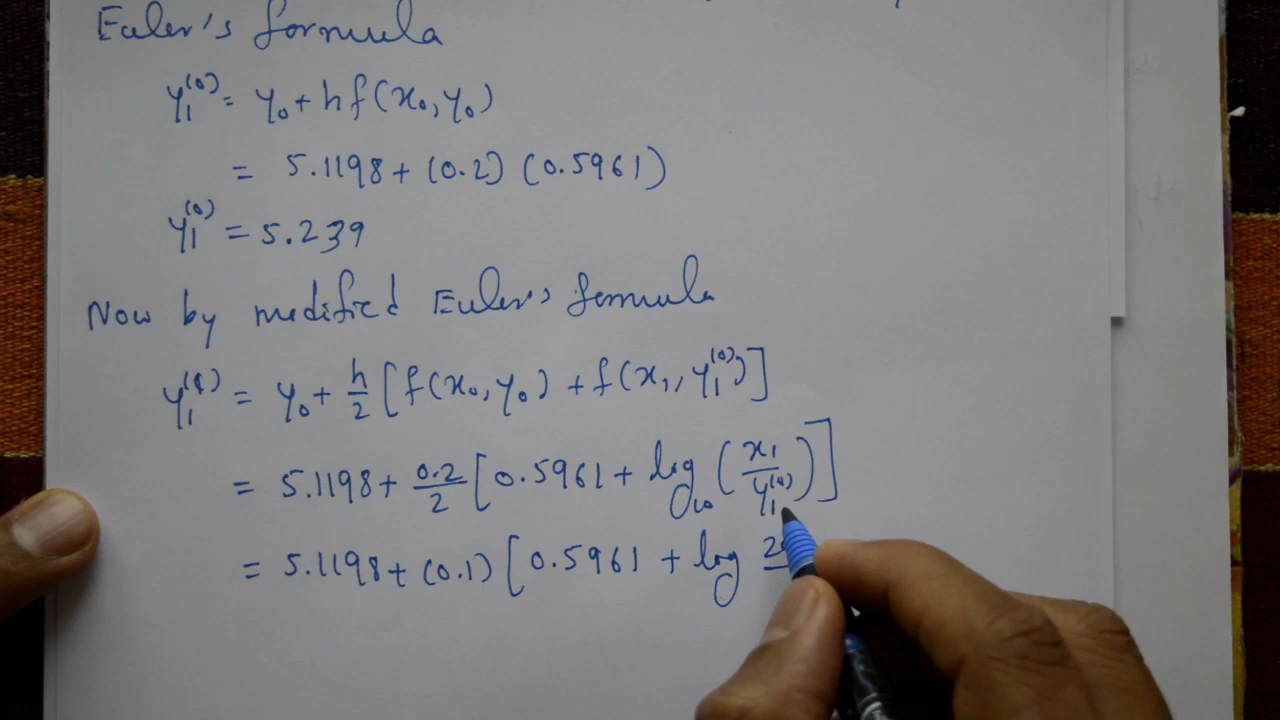 Euler's formula
y₁⁽⁰⁾ = y₀ + h f(x₀, y₀)
= 5.1198 + (0.2) (0.5961)
y₁⁽⁰⁾ = 5.239
Now by modified Euler's formula
y₁⁽¹⁾ = y₀ + h/2 [f(x₀, y₀) + f(x₁, y₁⁽⁰⁾)]
= 5.1198 + 0.2/2 [0.5961 + log₁₀ (x₁/y₁⁽⁰⁾)]
= 5.1198 + (0.1) [0.5961 + log 2